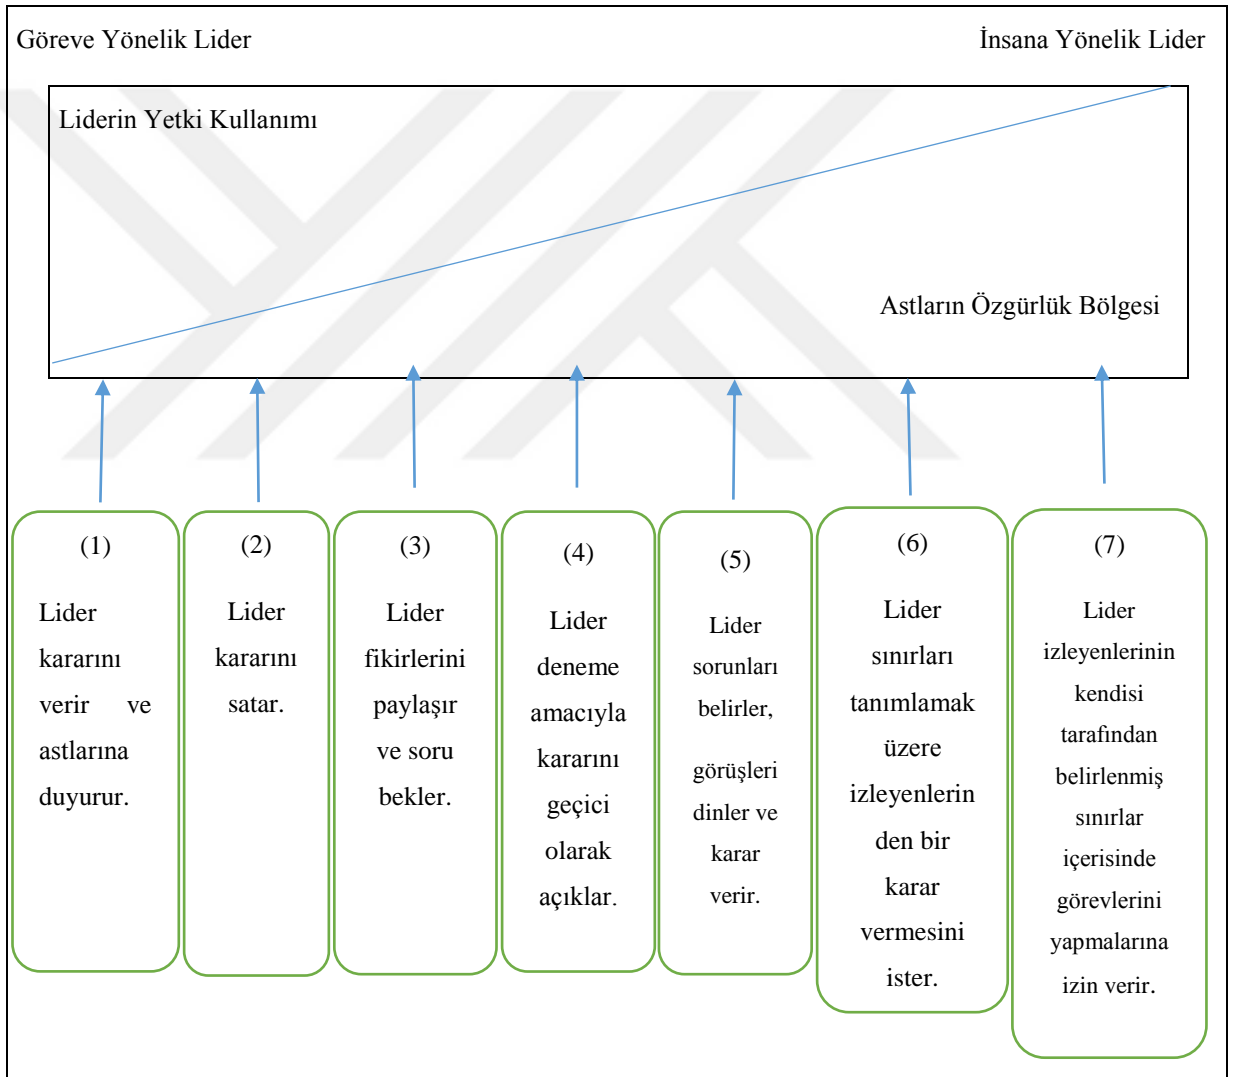 Göreve Yönelik Lider
İnsana Yönelik Lider
Liderin Yetki Kullanımı
Astların Özgürlük Bölgesi
(1)
Lider
kararını
verir ve
astlarına
duyurur.
(2)
Lider
kararını
satar.
(3)
Lider
fikirlerini
paylaşır
ve soru
bekler.
(4)
Lider
deneme
amacıyla
kararını
geçici
olarak
açıklar.
(5)
Lider
sorunları
belirler,
görüşleri
dinler ve
karar
verir.
(6)
Lider
sınırları
tanımlamak
üzere
izleyenlerin
den bir
karar
vermesini
ister.
(7)
Lider
izleyenlerinin
kendisi
tarafından
belirlenmiş
sınırlar
içerisinde
görevlerini
yapmalarına
izin verir.